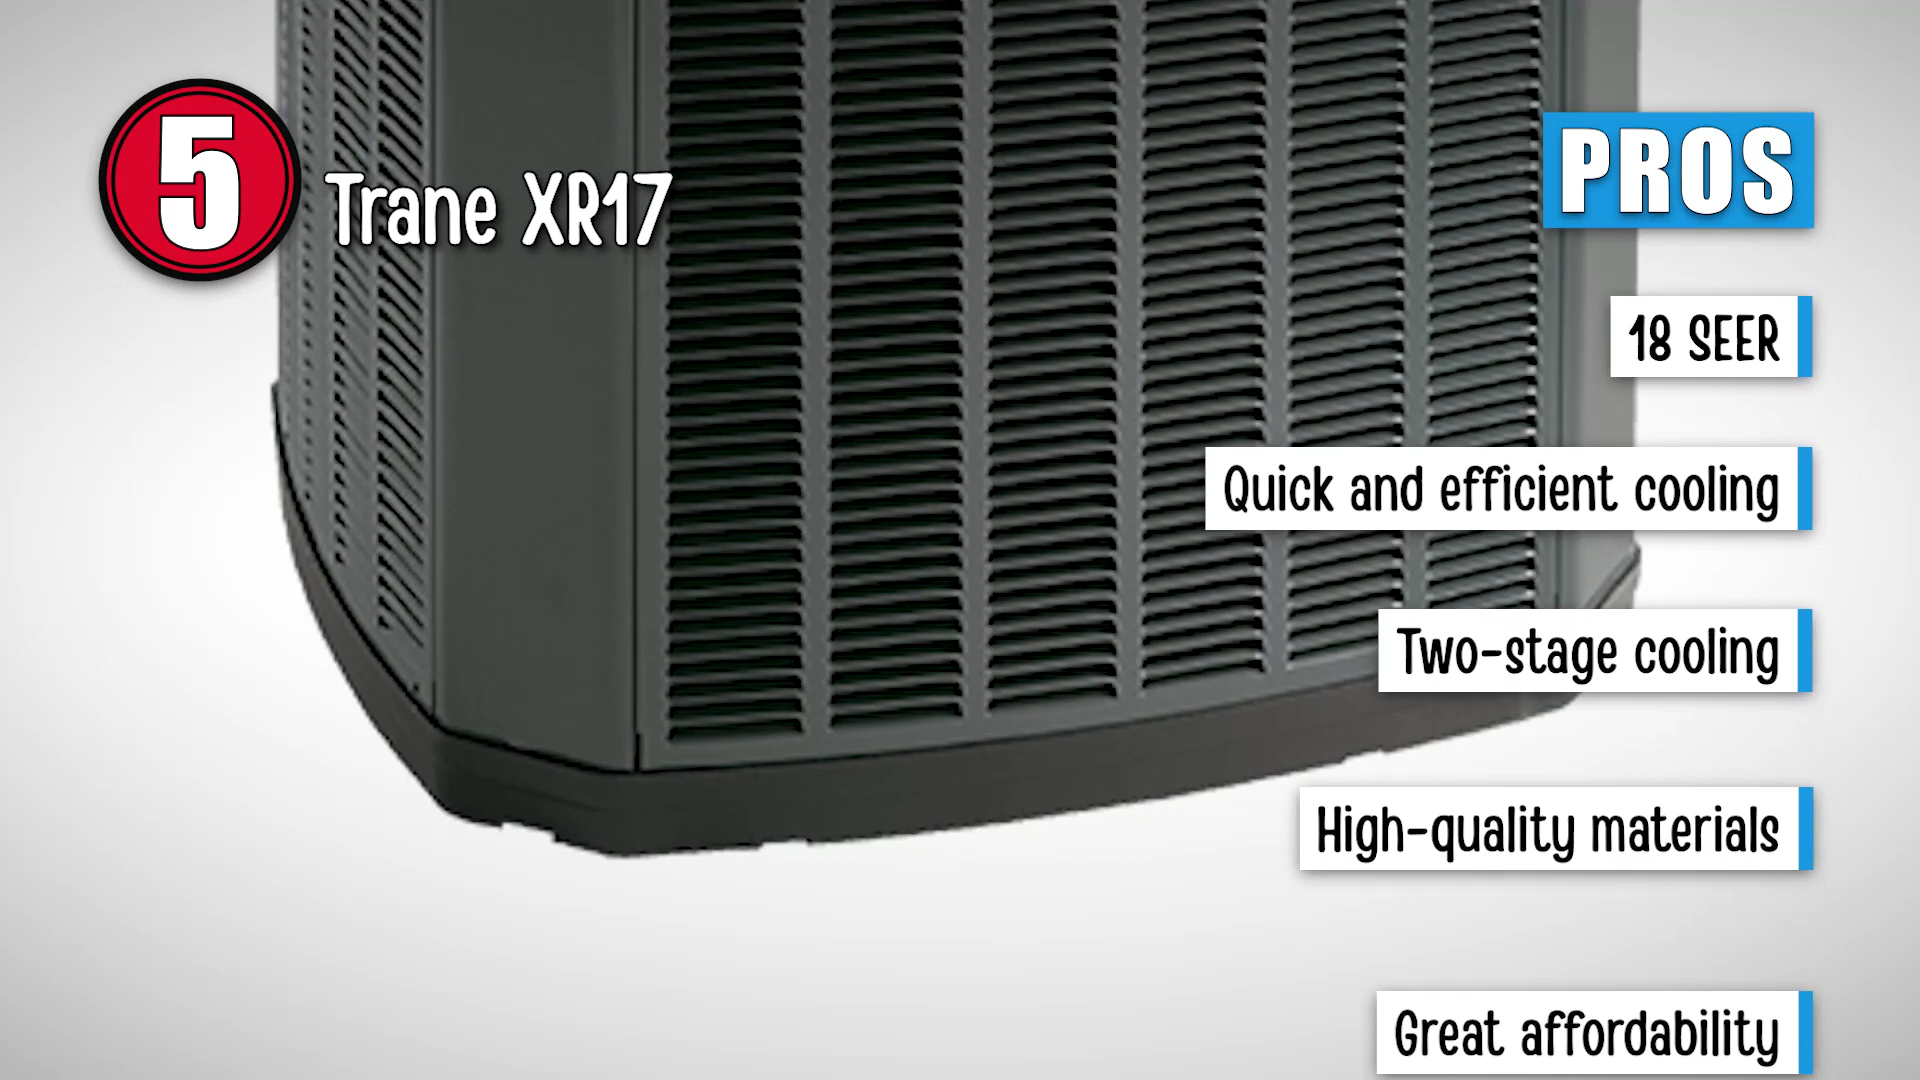 5
Trane XR17
PROS
18 SEER
Quick and efficient cooling
Two-stage cooling
High-quality materials
Great affordability